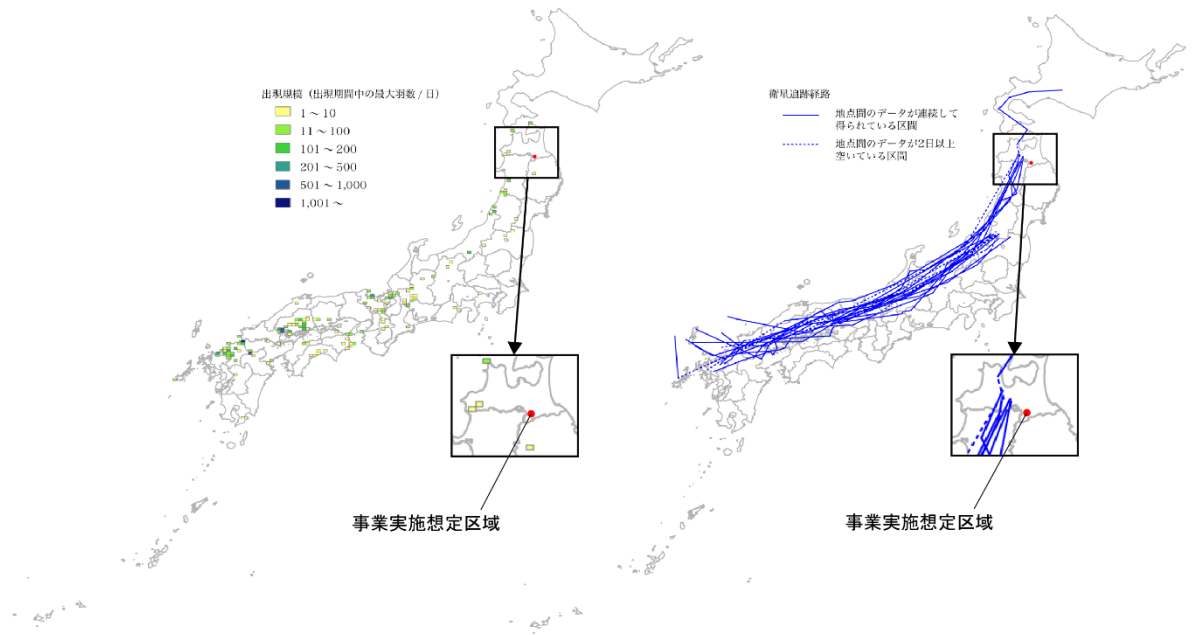 出現規模（出現期間中の最大羽数/日）
1～10
11～100
101～200
201～500
501～1,000
1,001～
事業実施想定区域
衛星追跡経路
地点間のデータが連続して
得られている区間
地点間のデータが2日以上
空いている区間
事業実施想定区域